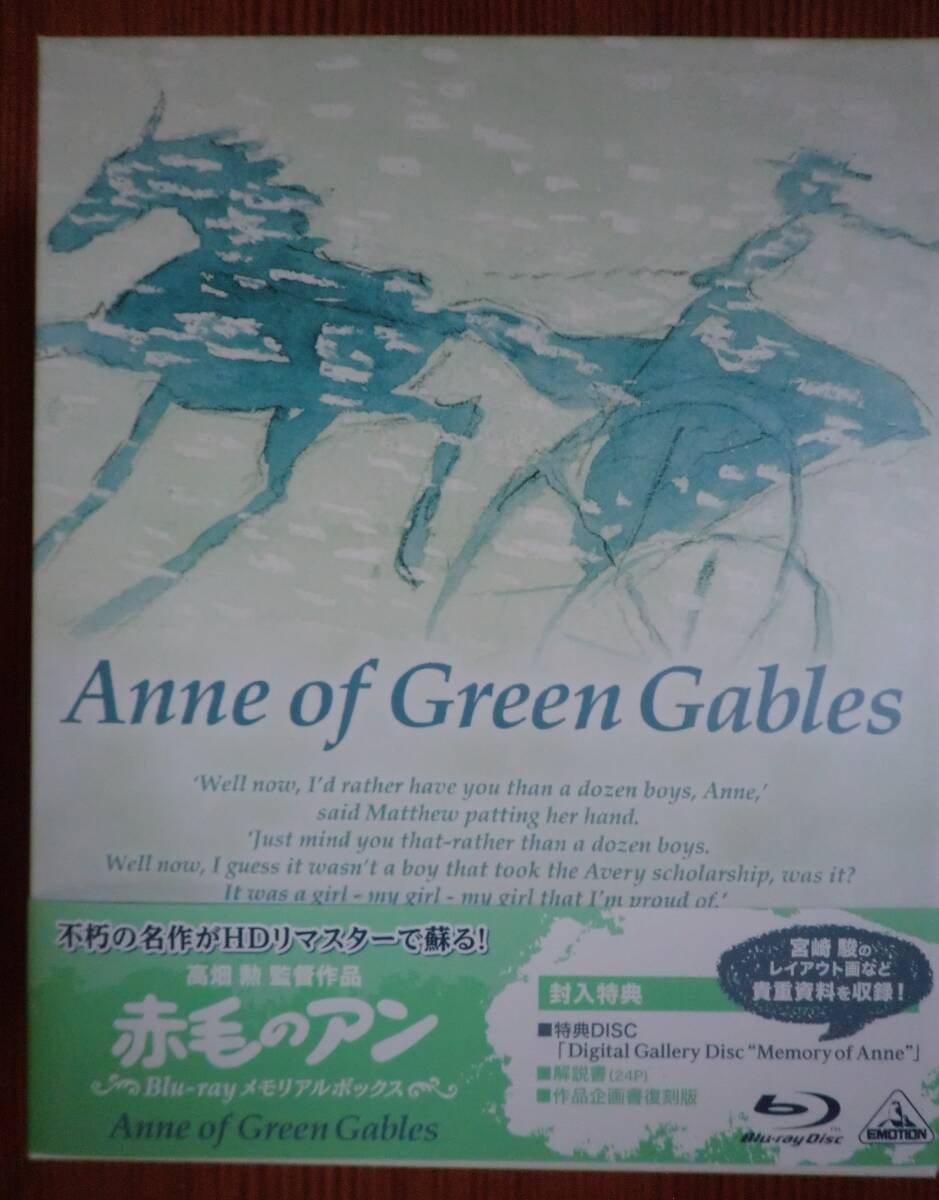 Anne of Green Gables
'Well now, I'd rather have you than a dozen boys, Anne,'
said Matthew patting her hand.
'Just mind you that-rather than a dozen boys.
Well now, I guess it wasn't a boy that took the Avery scholarship, was it?
It was a girl - my girl - my girl that I'm proud of.'
不朽の名作がHDリマスターで蘇る!
高畑 勲 監督作品
赤毛のアン
Blu-ray メモリアルボックス
Anne of Green Gables
宮崎 駿の
レイアウト画など
貴重資料を収録!
封入特典
■特典DISC
「Digital Gallery Disc "Memory of Anne"」
■解説書(24P)
■作品企画書復刻版
Blu-ray Disc
TM
EMOTION